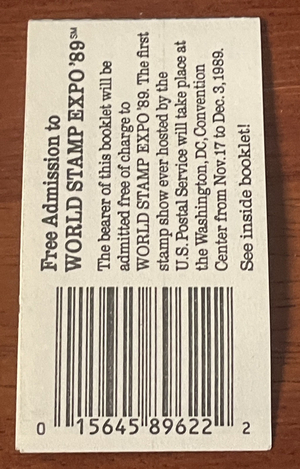 Free Admission to
WORLD STAMP EXPO '89℠
The bearer of this booklet will be
admitted free of charge to
WORLD STAMP EXPO '89. The first
stamp show ever hosted by the
U.S. Postal Service will take place at
the Washington, DC, Convention
Center from Nov. 17 to Dec. 3, 1989.
See inside booklet!
0 15645 89622 2